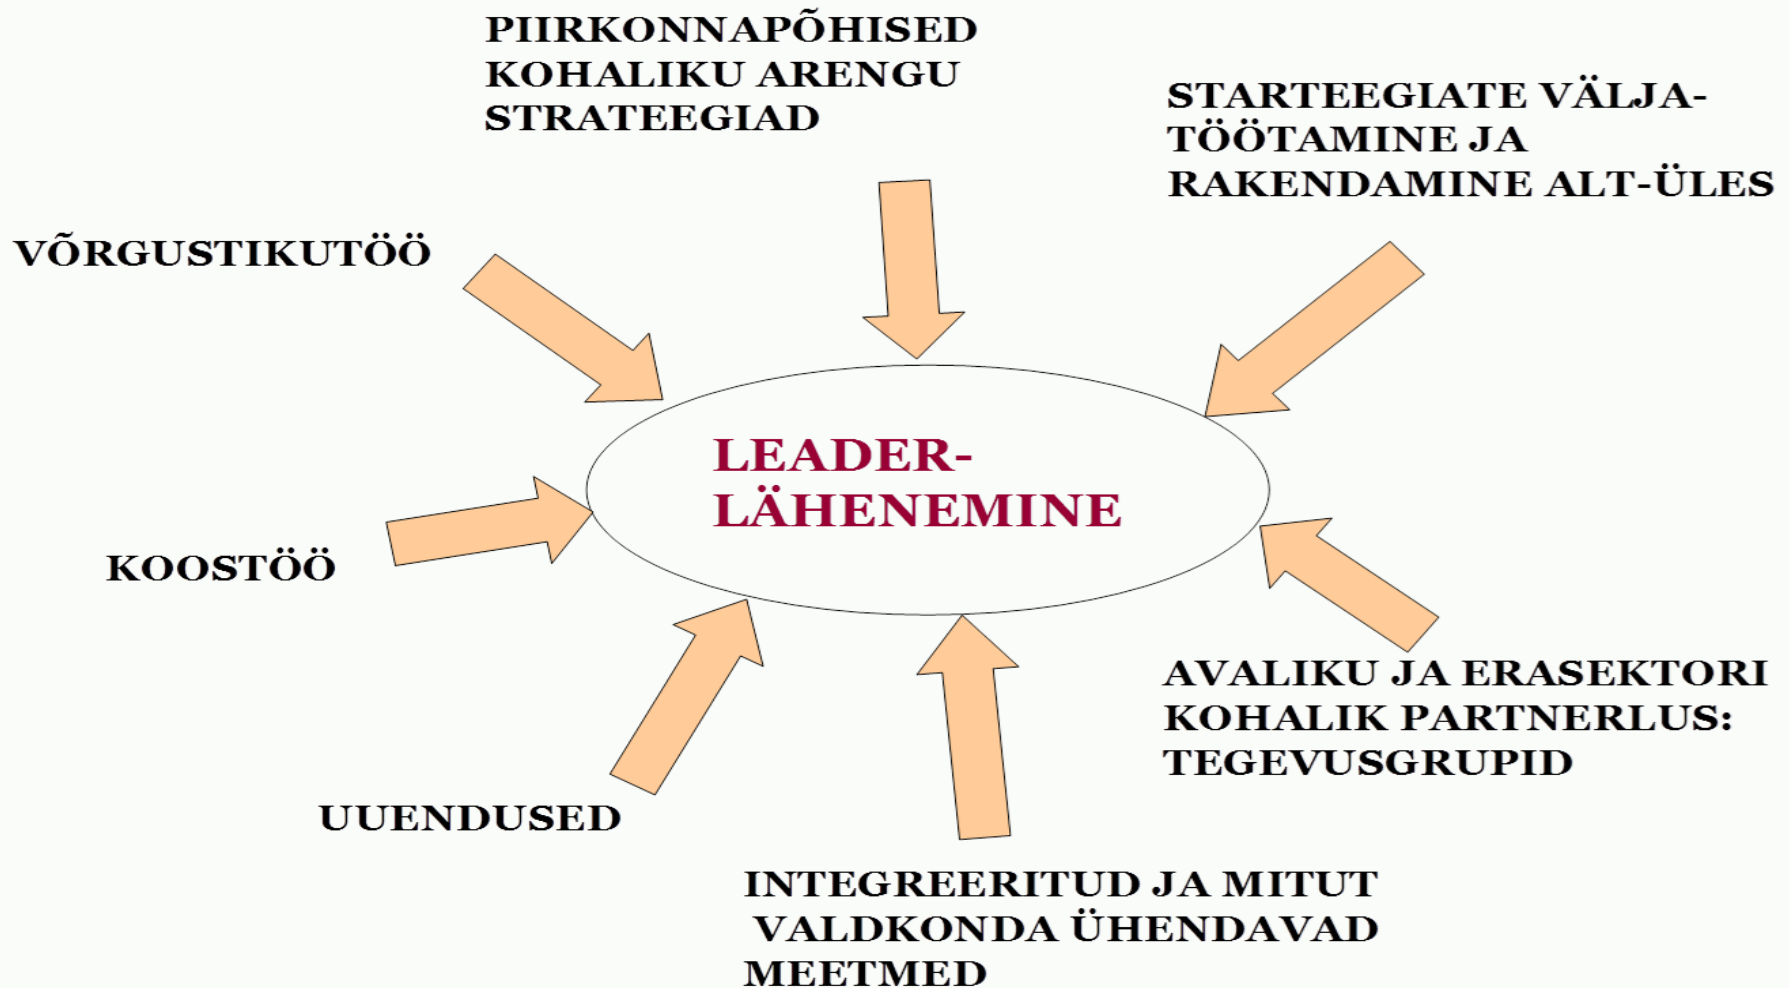 PIIRKONNAPÕHISED
KOHALIKU ARENGU
STRATEEGIAD
STARTEEGIATE VÄLJA-
TÖÖTAMINE JA
RAKENDAMINE ALT-ÜLES
VÕRGUSTIKUTÖÖ
LEADER-
LÄHENEMINE
KOOSTÖÖ
AVALIKU JA ERASEKTORI
KOHALIK PARTNERLUS:
TEGEVUSGRUPID
UUENDUSED
INTEGREERITUD JA MITUT
VALDKONDA ÜHENDAVAD
MEETMED